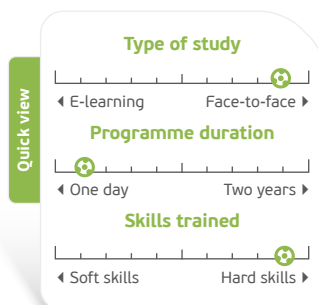 Quick view
Type of study
E-learning Face-to-face
Programme duration
One day Two years
Skills trained
Soft skills Hard skills